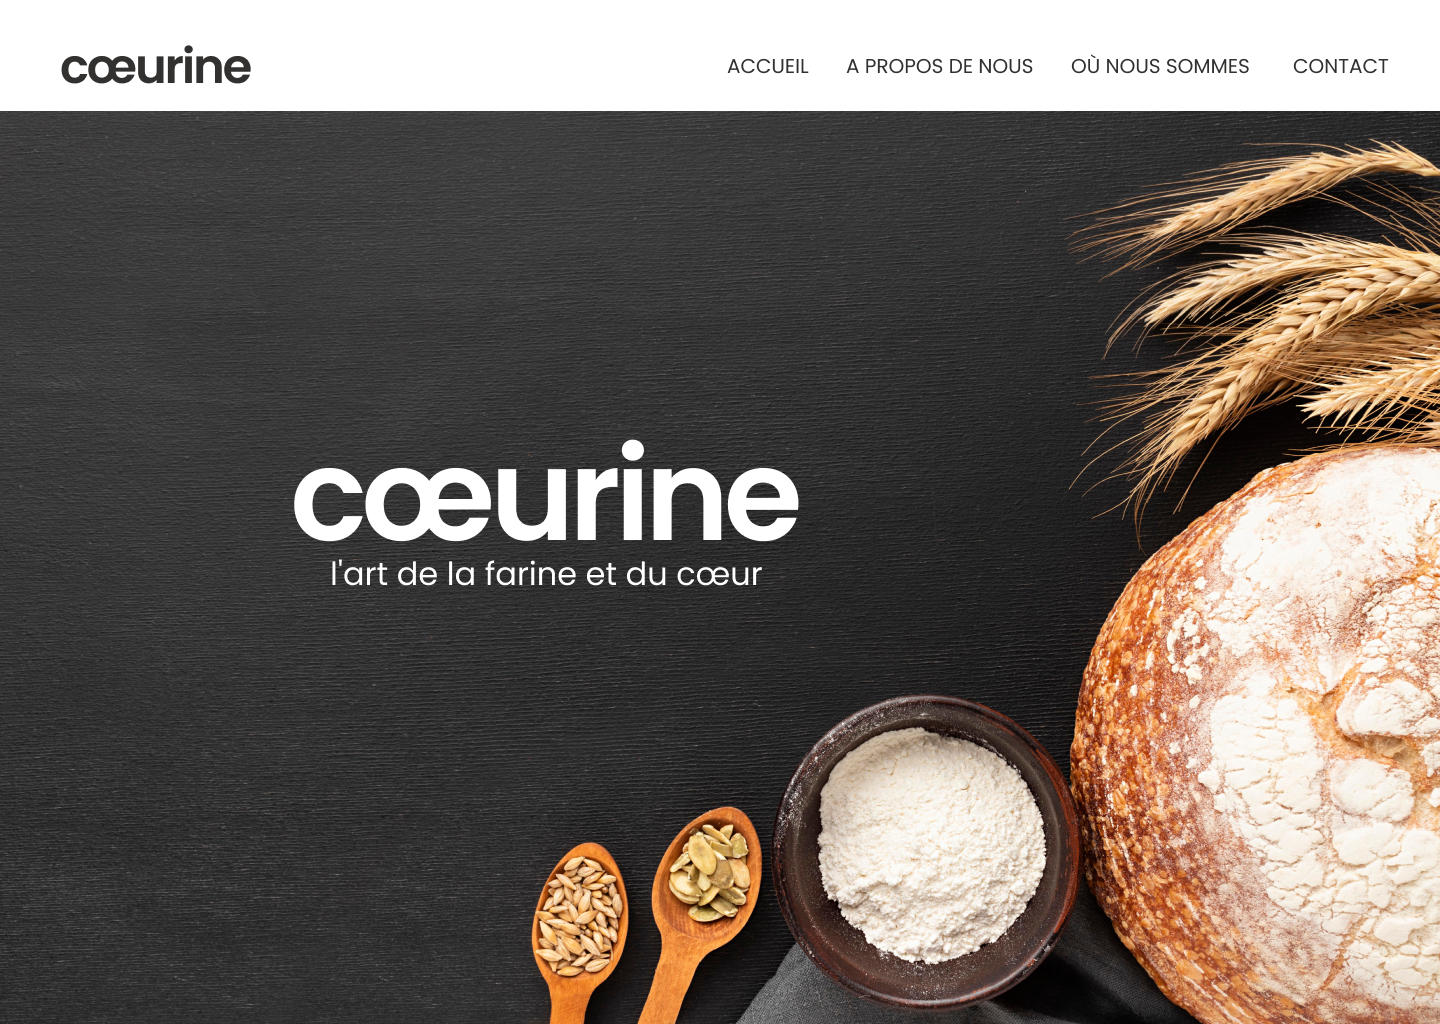 cœurine
ACCUEIL A PROPOS DE NOUS OÙ NOUS SOMMES CONTACT
cœurine
l'art de la farine et du cœur